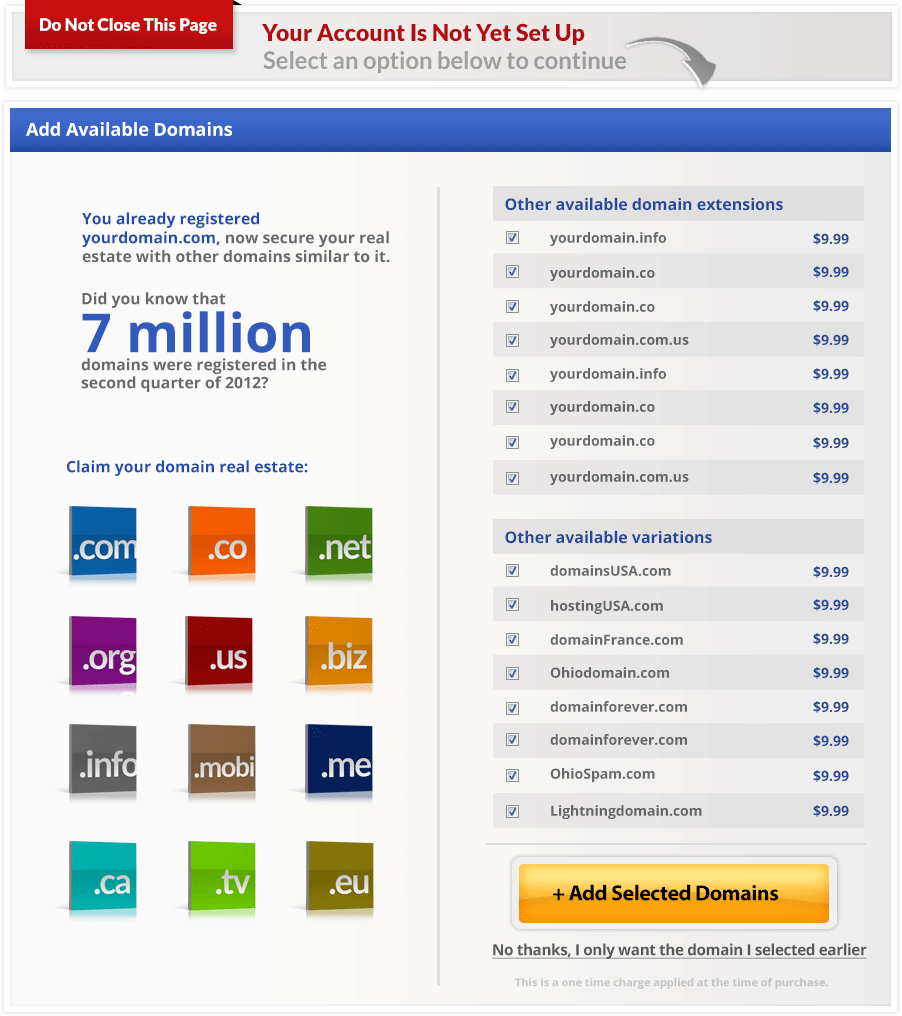 Do Not Close This Page
Your Account Is Not Yet Set Up
Select an option below to continue
Add Available Domains
You already registered
yourdomain.com, now secure your real
estate with other domains similar to it.
Did you know that
7 million
domains were registered in the
second quarter of 2012?
Claim your domain real estate:
.com .co .net
.org .us .biz
.info .mobi .me
.ca .tv .eu
Other available domain extensions
yourdomain.info $9.99
yourdomain.co $9.99
yourdomain.co $9.99
yourdomain.com.us $9.99
yourdomain.info $9.99
yourdomain.co $9.99
yourdomain.co $9.99
yourdomain.com.us $9.99
Other available variations
domainsUSA.com $9.99
hostingUSA.com $9.99
domainFrance.com $9.99
Ohiodomain.com $9.99
domainforever.com $9.99
domainforever.com $9.99
OhioSpam.com $9.99
Lightningdomain.com $9.99
+ Add Selected Domains
No thanks, I only want the domain I selected earlier
This is a one time charge applied at the time of purchase.